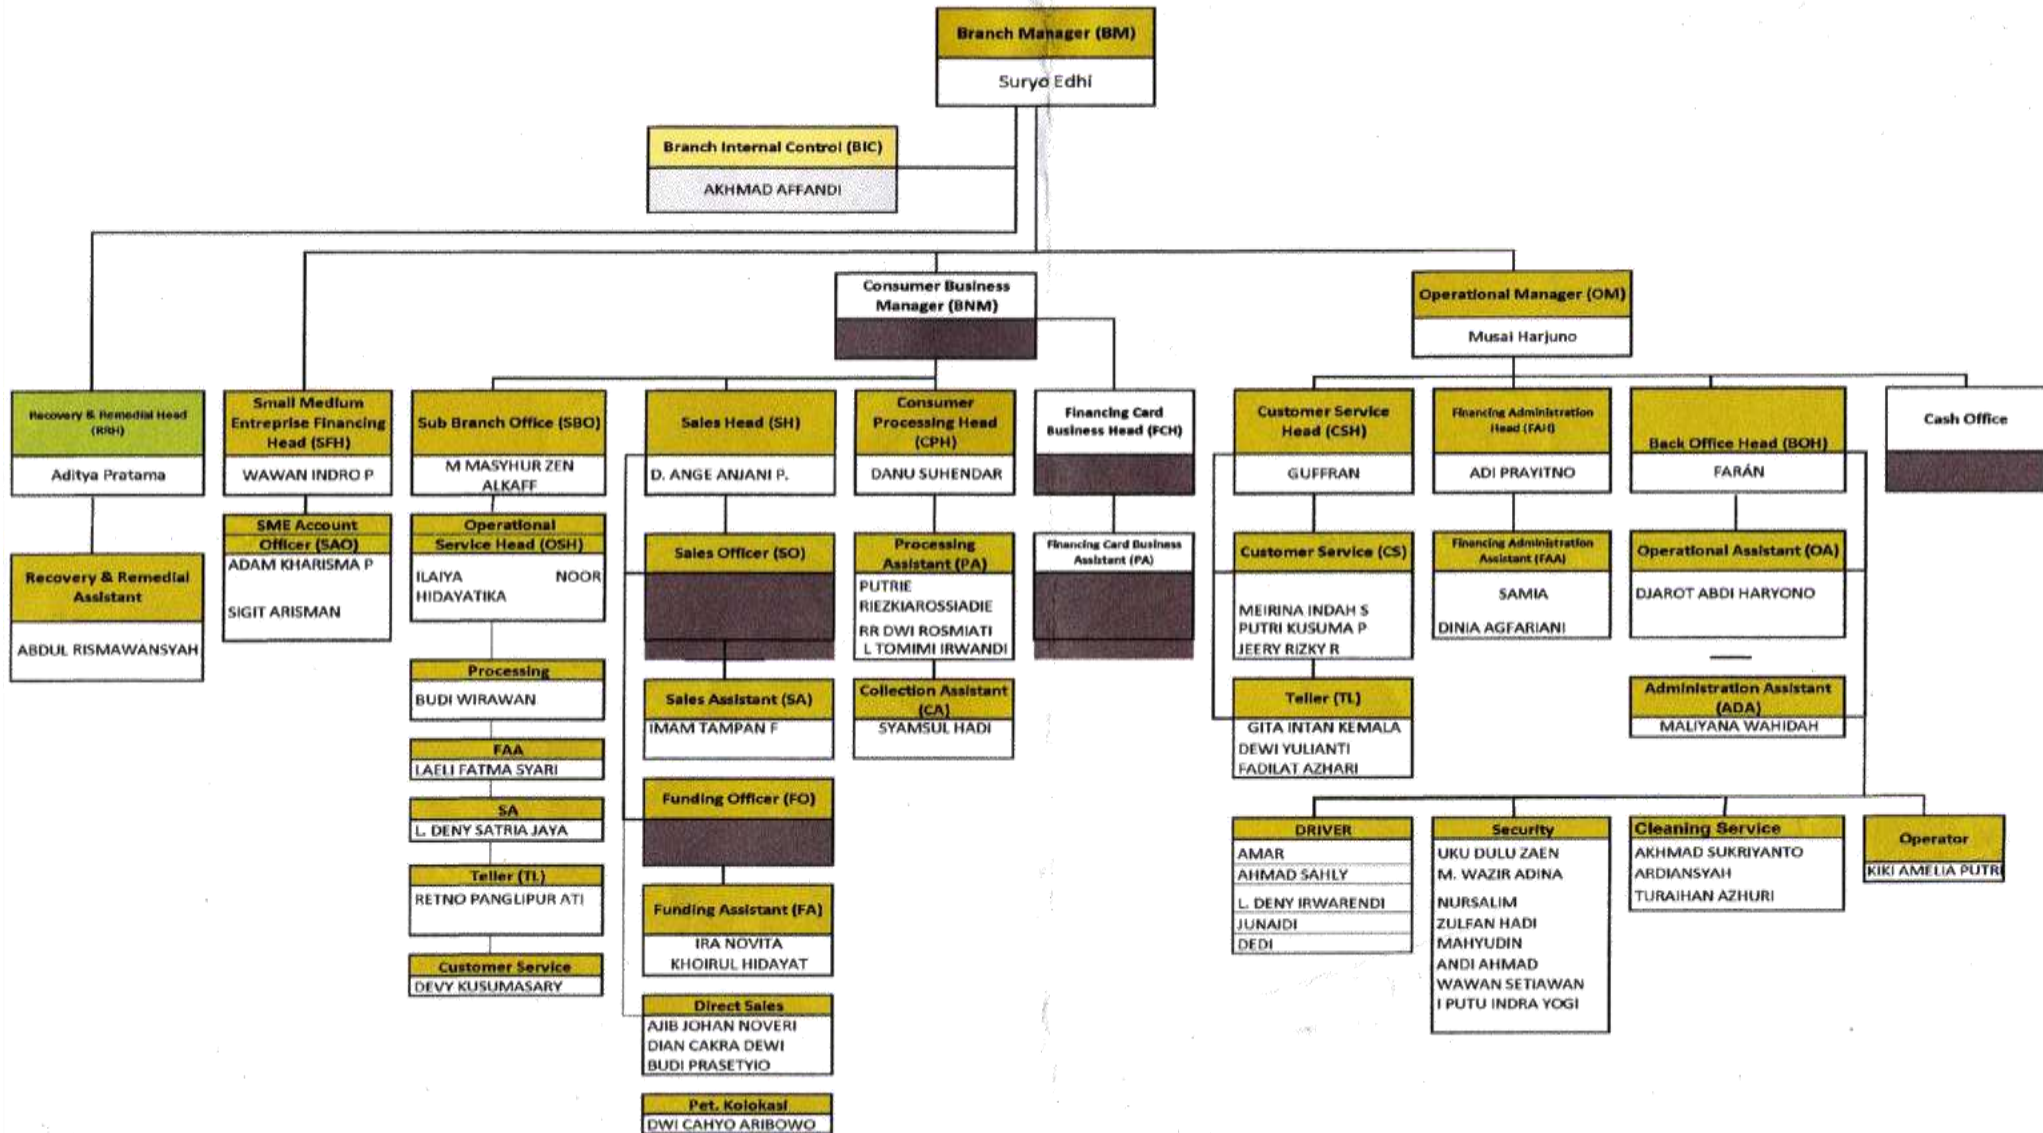 Branch Manager (BM)
Suryo Edhi
Branch Internal Control (BIC)
AKHMAD AFFANDI
Consumer Business
Manager (BNM)
Operational Manager (OM)
Musai Harjuno
Recovery & Remedial Head
(RRH)
Aditya Pratama
Recovery & Remedial
Assistant
ABDUL RISMAWANSYAH
Small Medium
Entreprise Financing
Head (SFH)
WAWAN INDRO P
SME Account
Officer (SAO)
ADAM KHARISMA P
SIGIT ARISMAN
Sub Branch Office (SBO)
M MASYHUR ZEN
ALKAFF
Operational
Service Head (OSH)
ILAIYA NOOR
HIDAYATIKA
Processing
BUDI WIRAWAN
FAA
LAELI FATMA SYARI
SA
L. DENY SATRIA JAYA
Teller (TL)
RETNO PANGLIPUR ATI
Customer Service
DEVY KUSUMASARY
Sales Head (SH)
D. ANGE ANJANI P.
Sales Officer (SO)
Sales Assistant (SA)
IMAM TAMPAN F
Funding Officer (FO)
Funding Assistant (FA)
IRA NOVITA
KHOIRUL HIDAYAT
Direct Sales
AJIB JOHAN NOVERI
DIAN CAKRA DEWI
BUDI PRASETYIO
Pet. Kolokasi
DWI CAHYO ARIBOWO
Consumer
Processing Head
(CPH)
DANU SUHENDAR
Processing
Assistant (PA)
PUTRIE
RIEZKIAROSSIADIE
RR DWI ROSMIATI
L TOMIMI IRWANDI
Collection Assistant
(CA)
SYAMSUL HADI
Financing Card
Business Head (FCH)
Financing Card Business
Assistant (PA)
Customer Service
Head (CSH)
GUFFRAN
Customer Service (CS)
MEIRINA INDAH S
PUTRI KUSUMA P
JEERY RIZKY R
Teller (TL)
GITA INTAN KEMALA
DEWI YULIANTI
FADILAT AZHARI
Financing Administration
Head (FAH)
ADI PRAYITNO
Financing Administration
Assistant (FAA)
SAMIA
DINIA AGFARIANI
Back Office Head (BOH)
FARÁN
Operational Assistant (OA)
DJAROT ABDI HARYONO
Administration Assistant
(ADA)
MALIYANA WAHIDAH
Cash Office
DRIVER
AMAR
AHMAD SAHLY
L. DENY IRWARENDI
JUNAIDI
DEDI
Security
UKU DULU ZAEN
M. WAZIR ADINA
NURSALIM
ZULFAN HADI
MAHYUDIN
ANDI AHMAD
WAWAN SETIAWAN
I PUTU INDRA YOGI
Cleaning Service
AKHMAD SUKRIYANTO
ARDIANSYAH
TURAIHAN AZHURI
Operator
KIKI AMELIA PUTRI